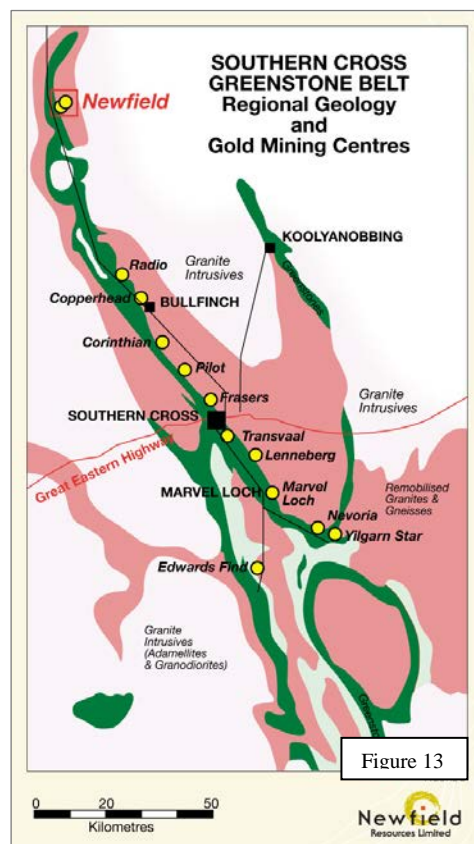 SOUTHERN CROSS
GREENSTONE BELT
Regional Geology
and
Gold Mining Centres
Newfield
KOOLYANOBBING
Greenstones
Radio
Granite
Intrusives
Copperhead
BULLFINCH
Corinthian
Pilot
Frasers
Granite
Intrusives
SOUTHERN CROSS
Transvaal
Great Eastern Highway
Lenneberg
Remobilised
Granites &
Gneisses
MARVEL LOCH
Marvel
Loch
Nevoria
Yilgarn Star
Edwards Find
Granite
Intrusives
(Adamellites
& Granodiorites)
Figure 13
0 20 50
Kilometres
Newfield
Resources Limited